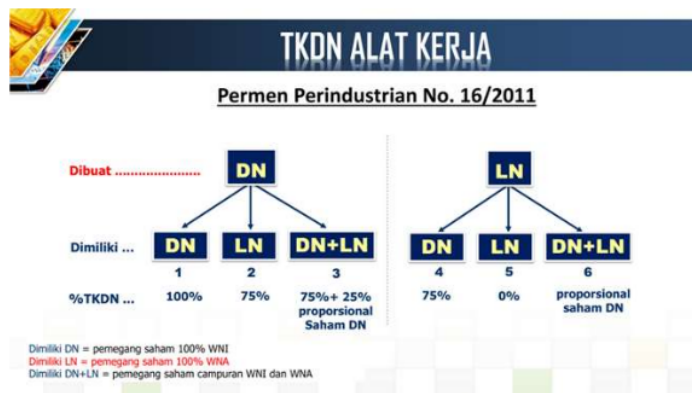 TKDN ALAT KERJA
Permen Perindustrian No. 16/2011
Dibuat ...................... DN LN
Dimiliki ... DN LN DN+LN DN LN DN+LN
1 2 3 4 5 6
%TKDN ... 100% 75% 75%+ 25% 75% 0% proporsional
proporsional saham DN
Saham DN
Dimiliki DN = pemegang saham 100% WNI
Dimiliki LN = pemegang saham 100% WNA
Dimiliki DN+LN = pemegang saham campuran WNI dan WNA